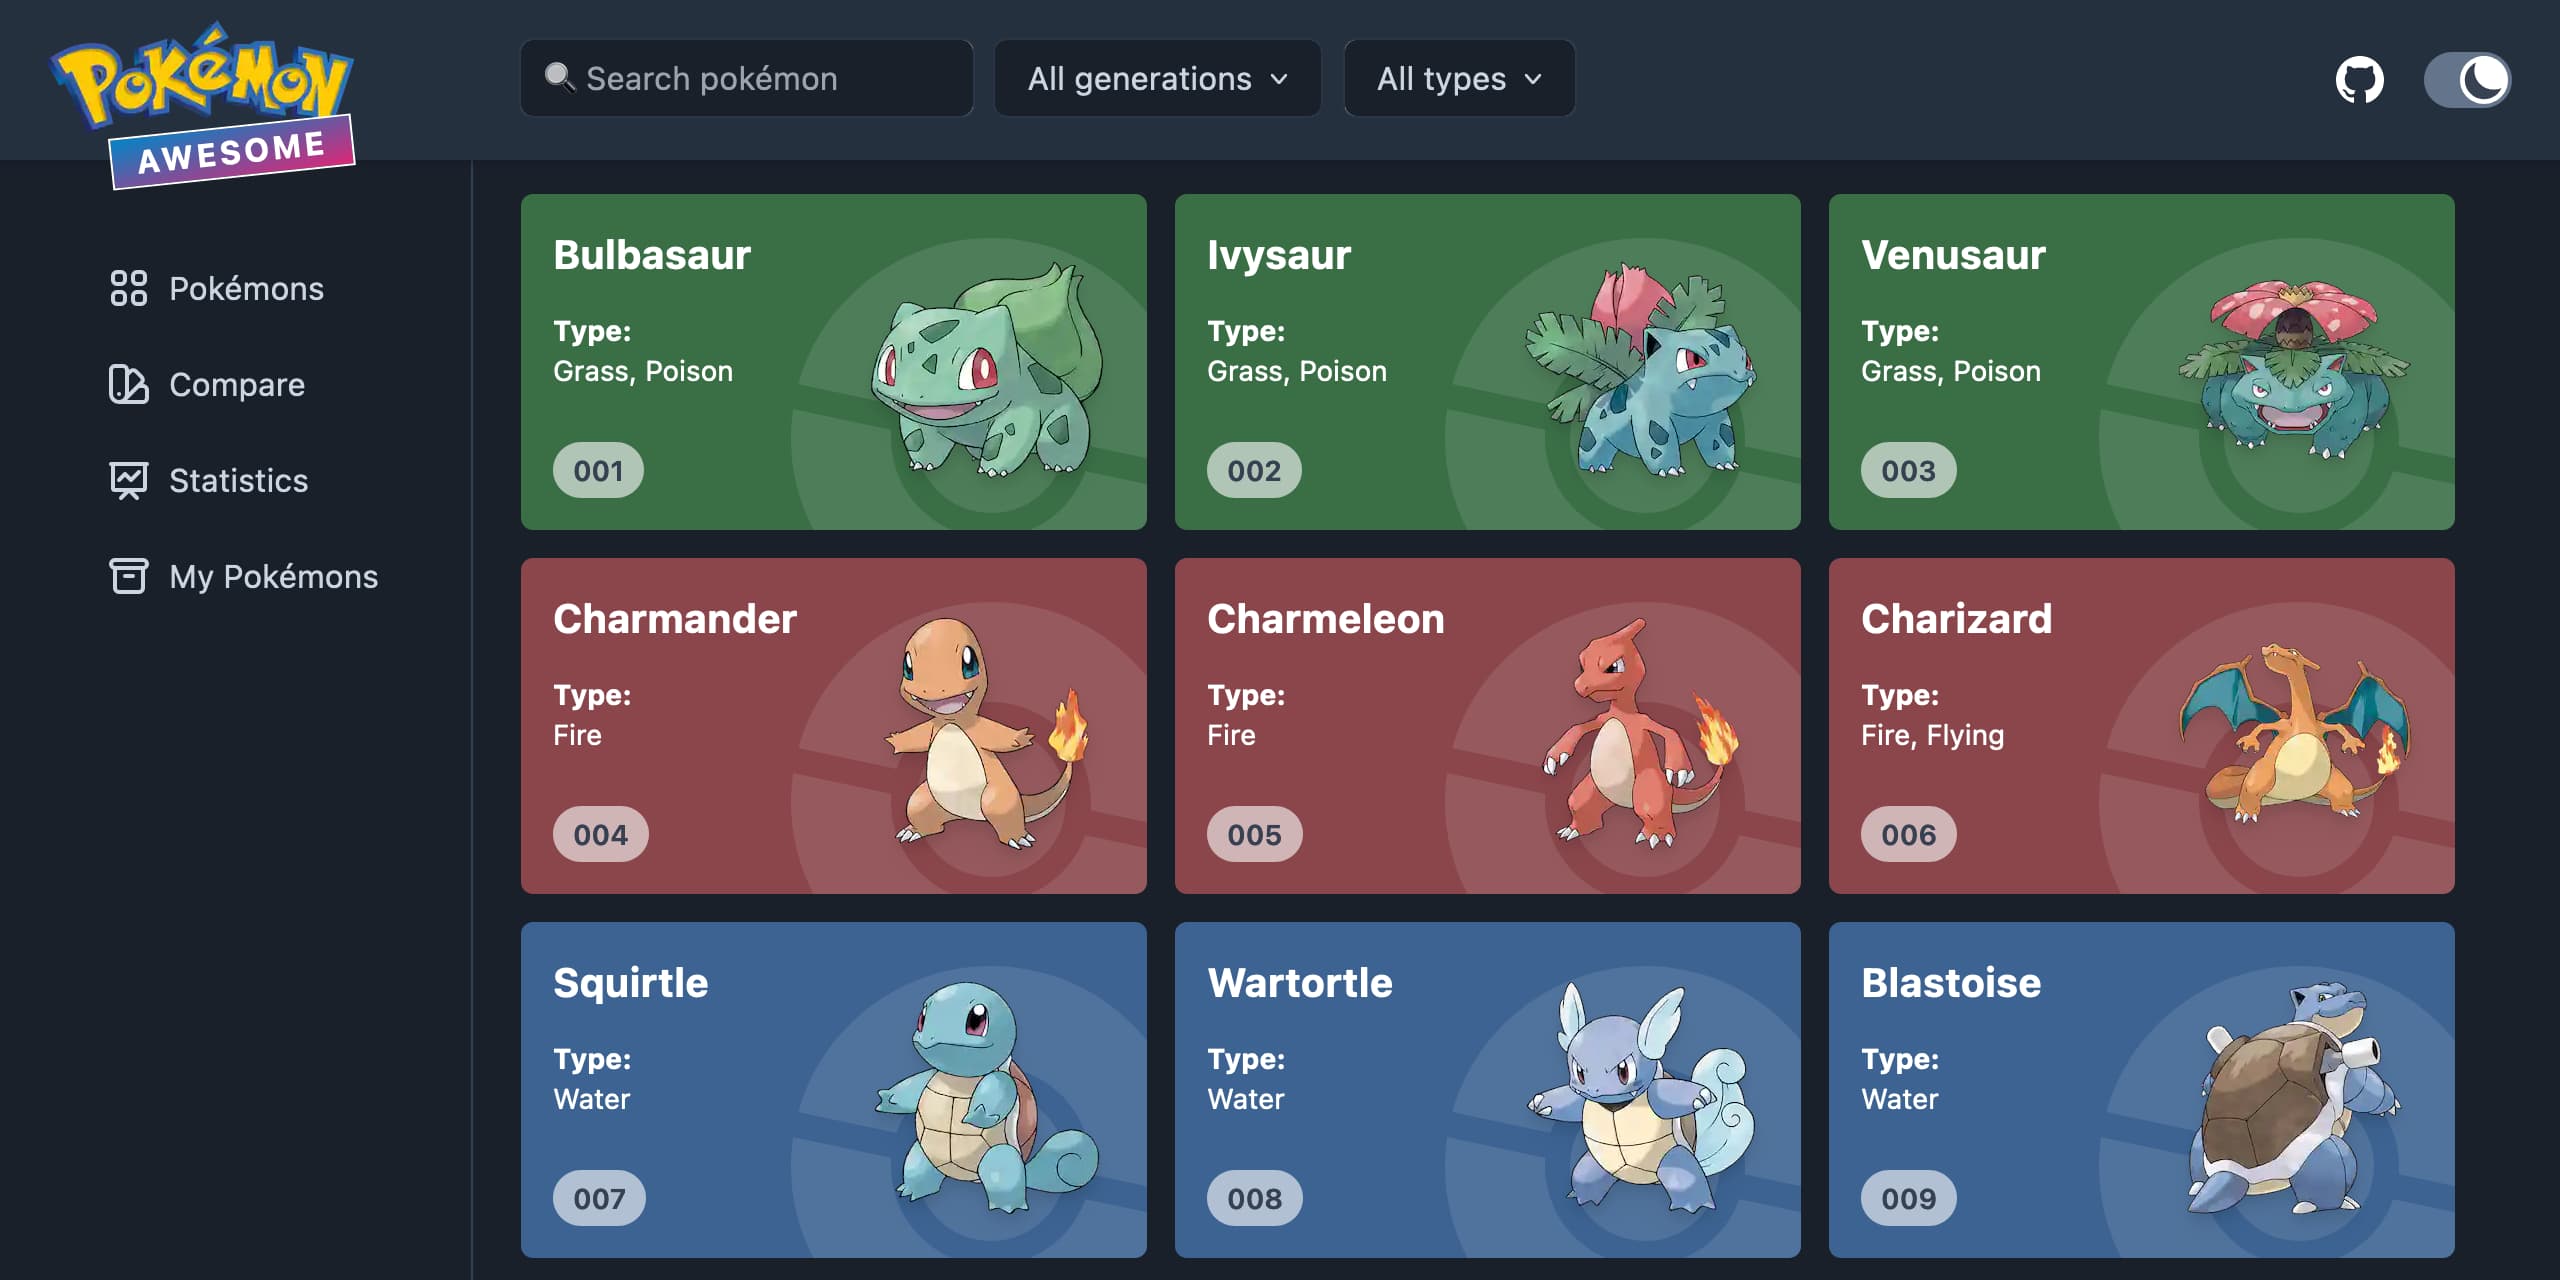 POKéMON
AWESOME
Search pokémon
All generations
All types
Pokémons
Compare
Statistics
My Pokémons
Bulbasaur
Type:
Grass, Poison
001
Ivysaur
Type:
Grass, Poison
002
Venusaur
Type:
Grass, Poison
003
Charmander
Type:
Fire
004
Charmeleon
Type:
Fire
005
Charizard
Type:
Fire, Flying
006
Squirtle
Type:
Water
007
Wartortle
Type:
Water
008
Blastoise
Type:
Water
009